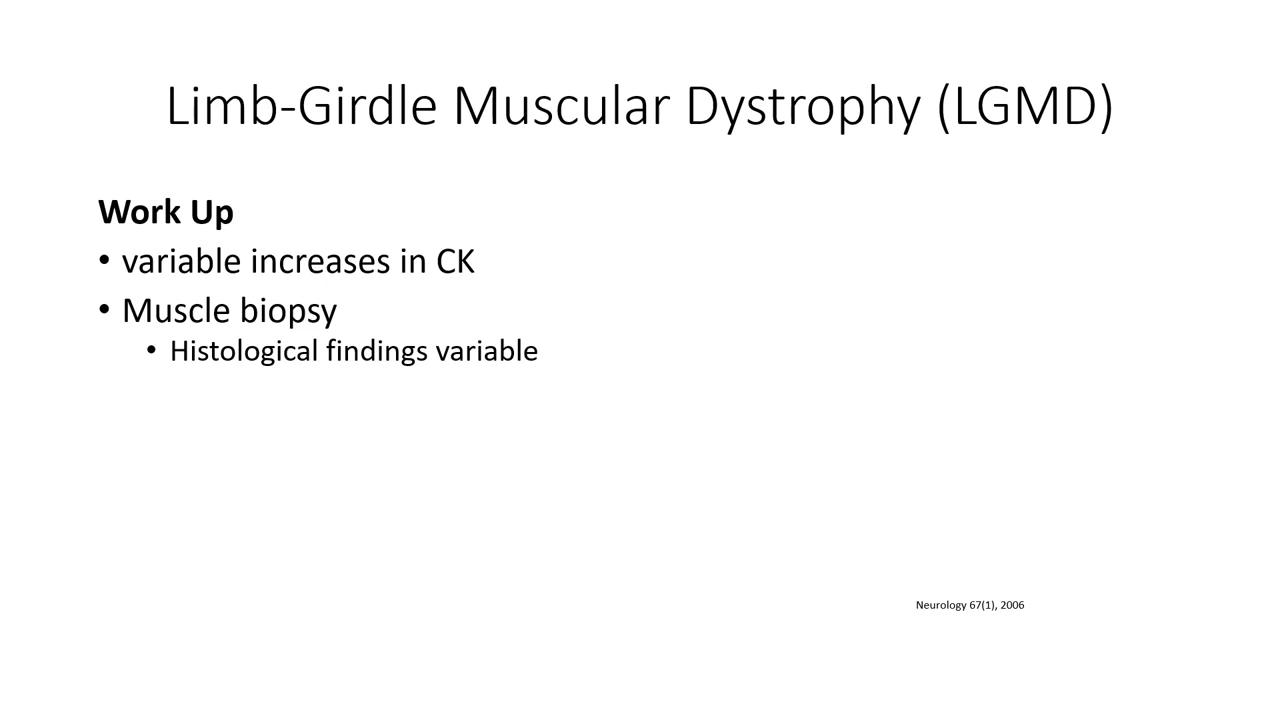 Limb-Girdle Muscular Dystrophy (LGMD)
Work Up
• variable increases in CK
• Muscle biopsy
• Histological findings variable
Neurology 67(1), 2006